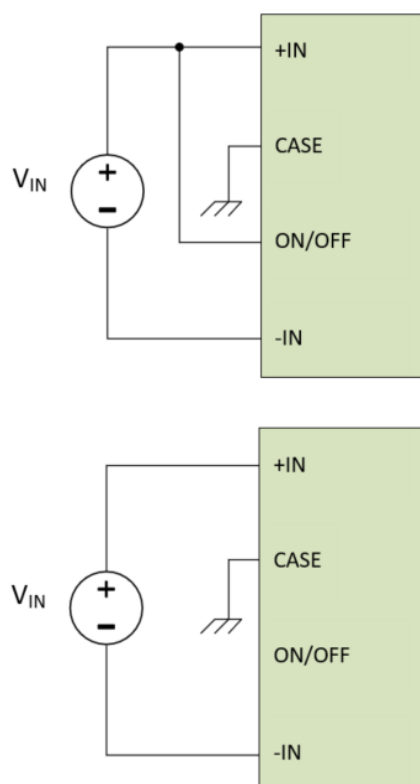 +IN
CASE
V_IN
+
-
ON/OFF
-IN
+IN
CASE
V_IN
+
-
ON/OFF
-IN